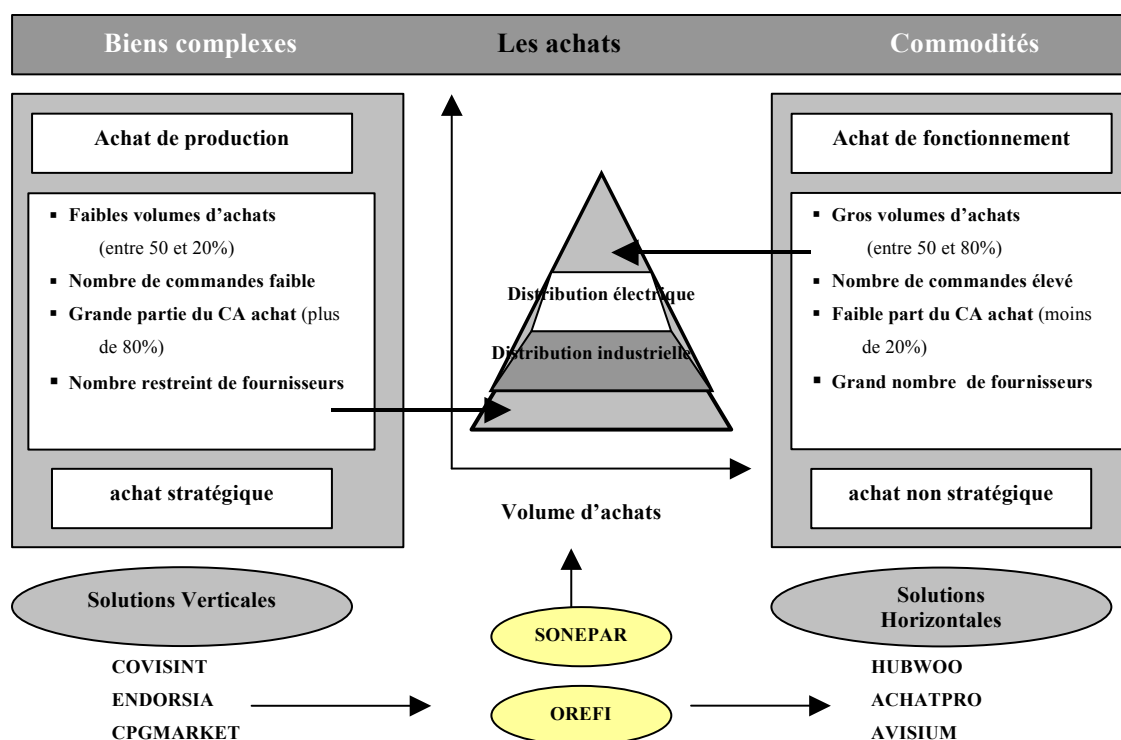 Biens complexes
Les achats
Commodités
Achat de production
▪ Faibles volumes d’achats
(entre 50 et 20%)
▪ Nombre de commandes faible
▪ Grande partie du CA achat (plus
de 80%)
▪ Nombre restreint de fournisseurs
achat stratégique
Distribution électrique
Distribution industrielle
Volume d’achats
Achat de fonctionnement
▪ Gros volumes d’achats
(entre 50 et 80%)
▪ Nombre de commandes élevé
▪ Faible part du CA achat (moins
de 20%)
▪ Grand nombre de fournisseurs
achat non stratégique
Solutions Verticales
COVISINT
ENDORSIA
CPGMARKET
SONEPAR
OREFI
Solutions
Horizontales
HUBWOO
ACHATPRO
AVISIUM